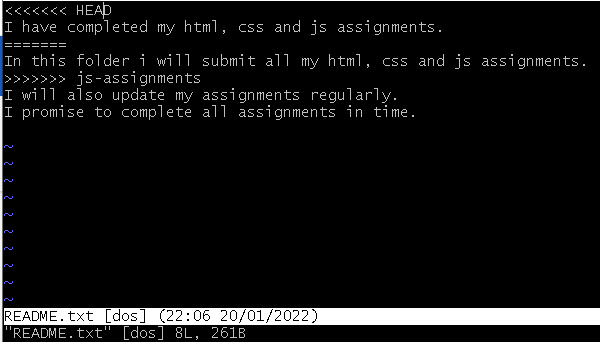 <<<<<<< HEAD
I have completed my html, css and js assignments.
=======
In this folder i will submit all my html, css and js assignments.
>>>>>>> js-assignments
I will also update my assignments regularly.
I promise to complete all assignments in time.
~
~
~
~
~
~
~
~
~
~
README.txt [dos] (22:06 20/01/2022)
"README.txt" [dos] 8L, 261B